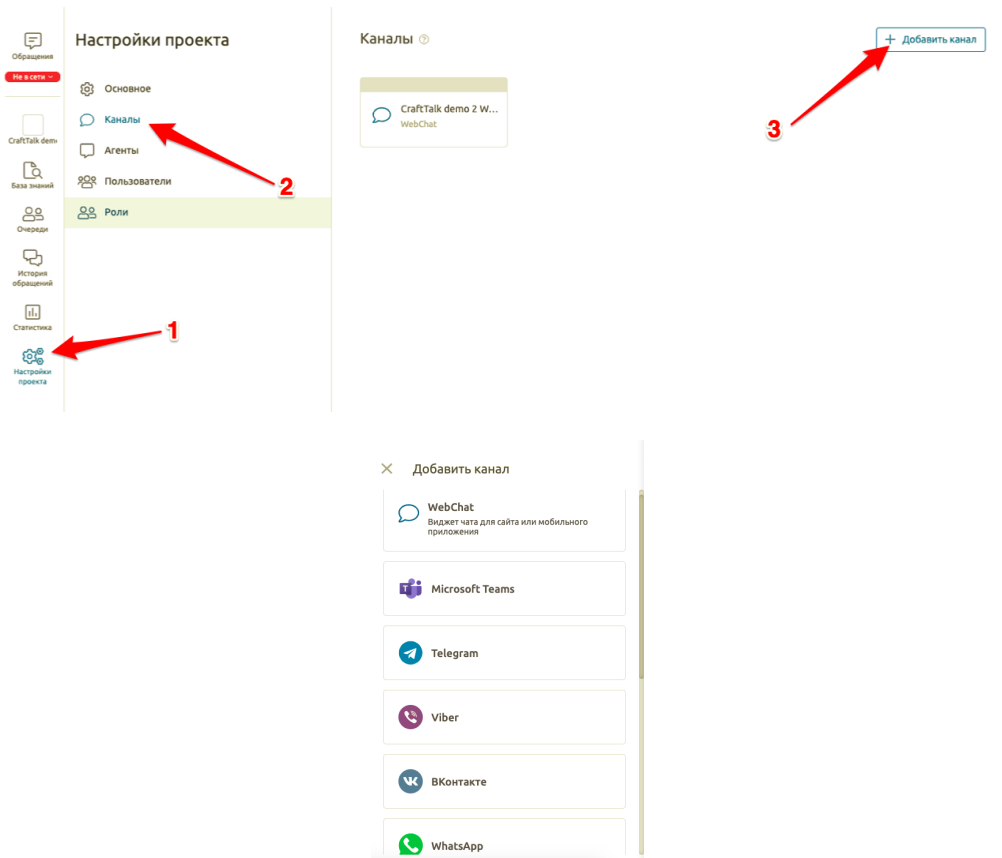 Обращения
Не в сети
CraftTalk demo
База знаний
Очереди
История
обращений
Статистика
Настройки
проекта
1
Настройки проекта
Основное
Каналы
Агенты
Пользователи
Роли
2
Каналы
CraftTalk demo 2 W...
WebChat
+ Добавить канал
3
Добавить канал
WebChat
Виджет чата для сайта или мобильного
приложения
Microsoft Teams
Telegram
Viber
ВКонтакте
WhatsApp